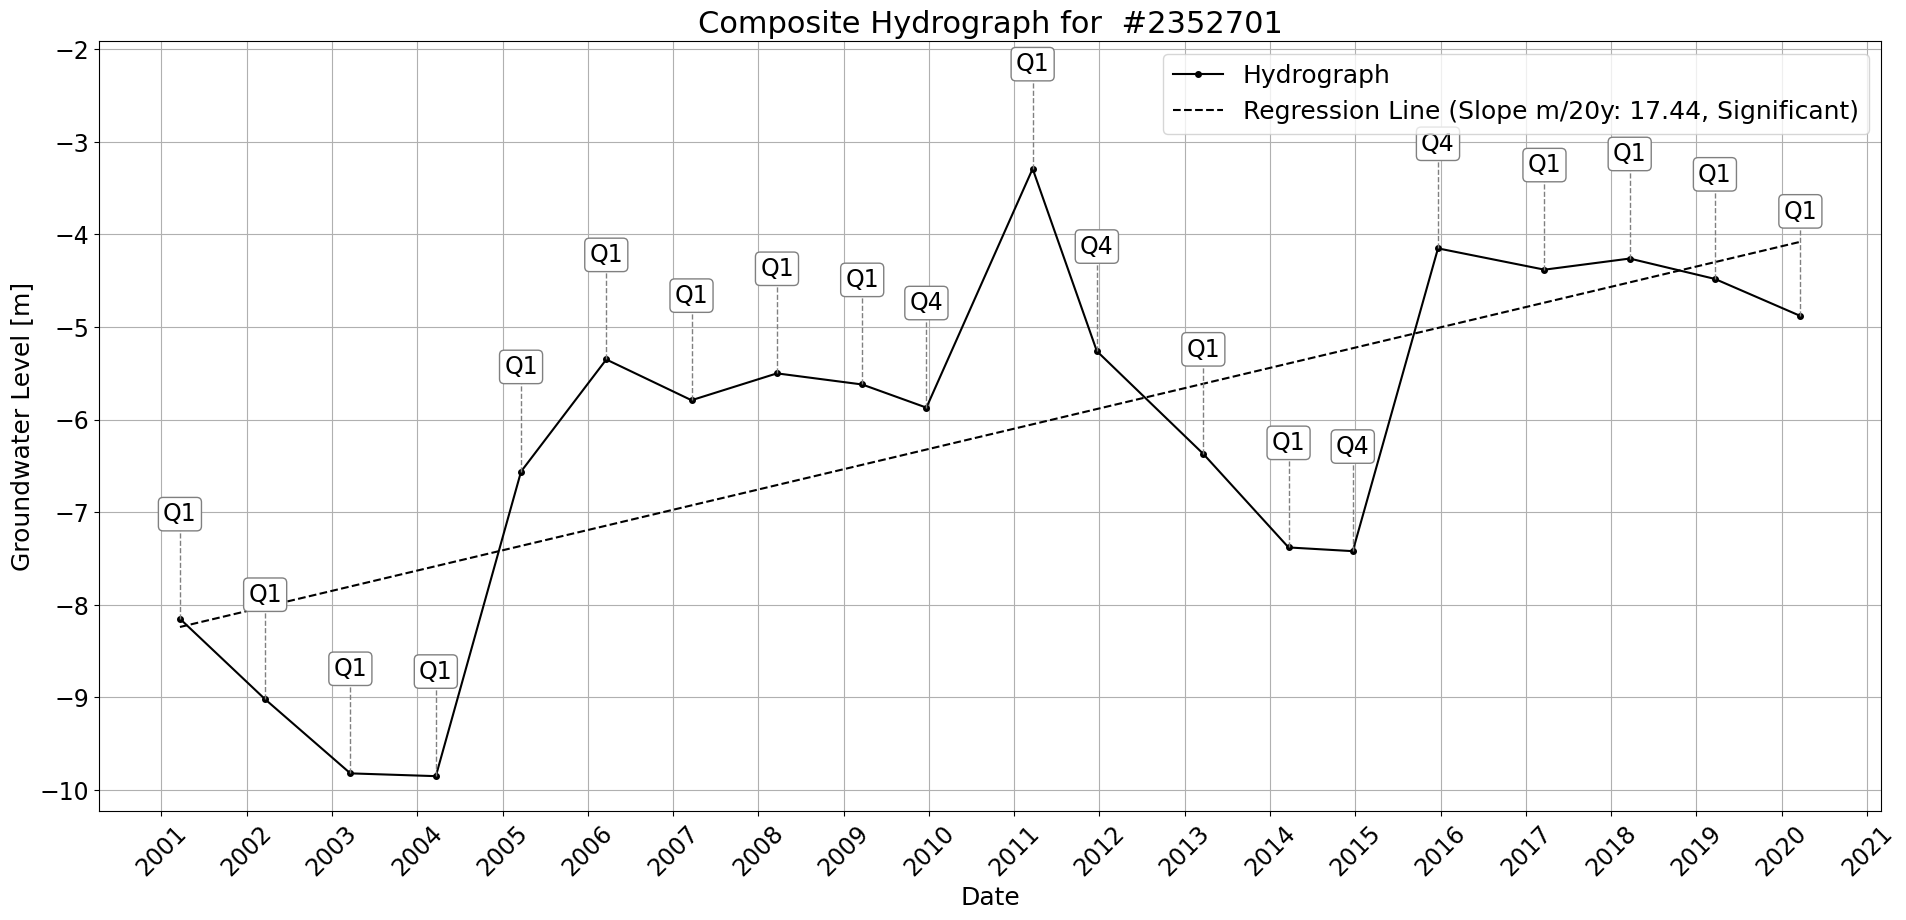 Composite Hydrograph for  #2352701
Hydrograph
Regression Line (Slope m/20y: 17.44, Significant)
Groundwater Level [m]
−2
−3
−4
−5
−6
−7
−8
−9
−10
Q1
Q1
Q1
Q1
Q1
Q1
Q1
Q1
Q1
Q4
Q1
Q4
Q1
Q1
Q4
Q4
Q1
Q1
Q1
Q1
2001
2002
2003
2004
2005
2006
2007
2008
2009
2010
2011
2012
2013
2014
2015
2016
2017
2018
2019
2020
2021
Date